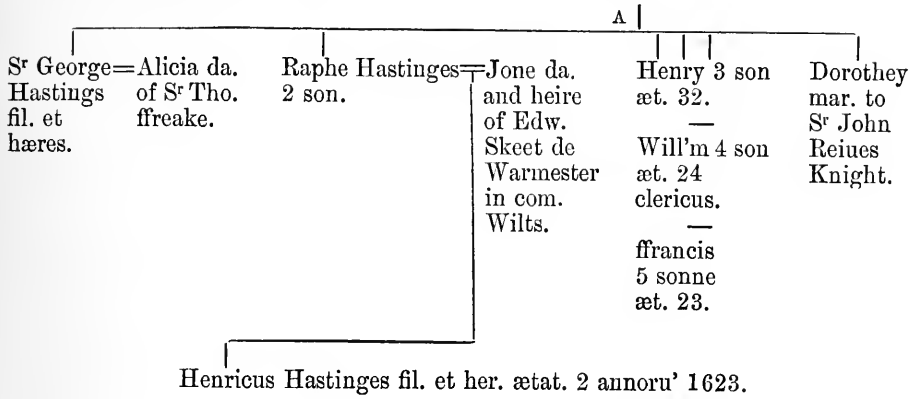 A
Sr George=Alicia da.
Hastings of Sr Tho.
fil. et ffreake.
hæres.
Raphe Hastinges=Jone da.
2 son. and heire
of Edw.
Skeet de
Warmester
in com.
Wilts.
Henry 3 son
æt. 32.
—
Will'm 4 son
æt. 24
clericus.
—
ffrancis
5 sonne
æt. 23.
Dorothey
mar. to
Sr John
Reiues
Knight.
Henricus Hastinges fil. et her. ætat. 2 annoru' 1623.